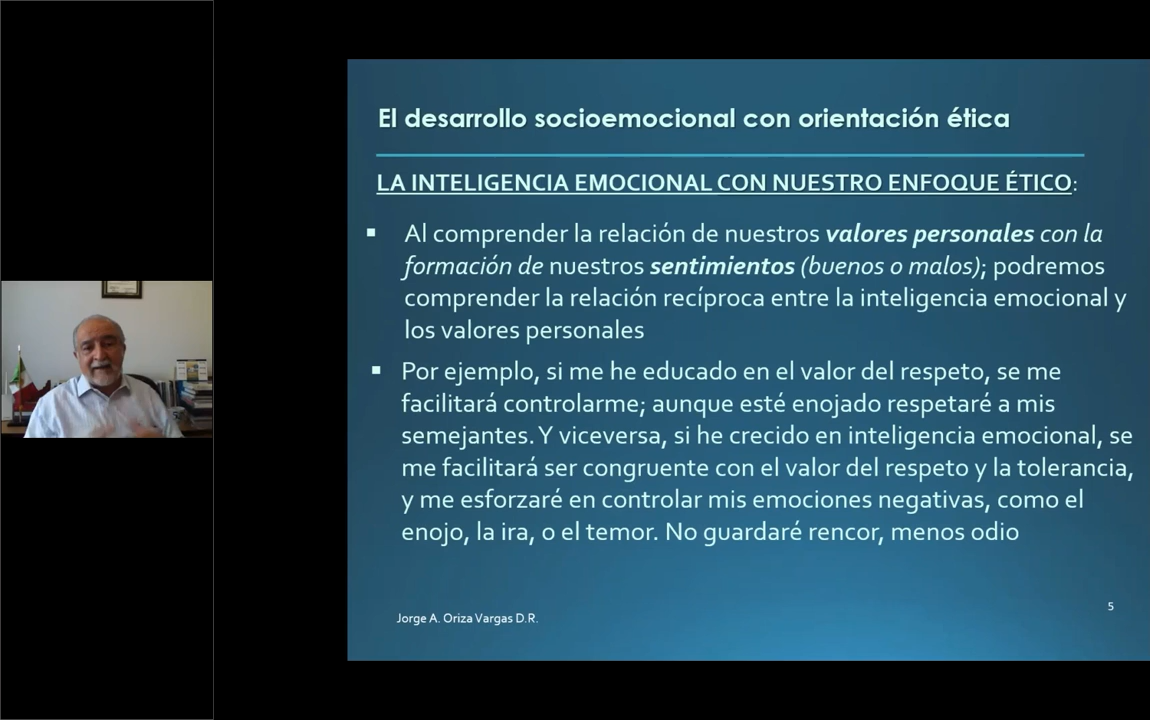 El desarrollo socioemocional con orientación ética
LA INTELIGENCIA EMOCIONAL CON NUESTRO ENFOQUE ÉTICO:
▪ Al comprender la relación de nuestros valores personales con la
formación de nuestros sentimientos (buenos o malos); podremos
comprender la relación recíproca entre la inteligencia emocional y
los valores personales
▪ Por ejemplo, si me he educado en el valor del respeto, se me
facilitará controlarme; aunque esté enojado respetaré a mis
semejantes. Y viceversa, si he crecido en inteligencia emocional, se
me facilitará ser congruente con el valor del respeto y la tolerancia,
y me esforzaré en controlar mis emociones negativas, como el
enojo, la ira, o el temor. No guardaré rencor, menos odio
Jorge A. Oriza Vargas D.R.
5